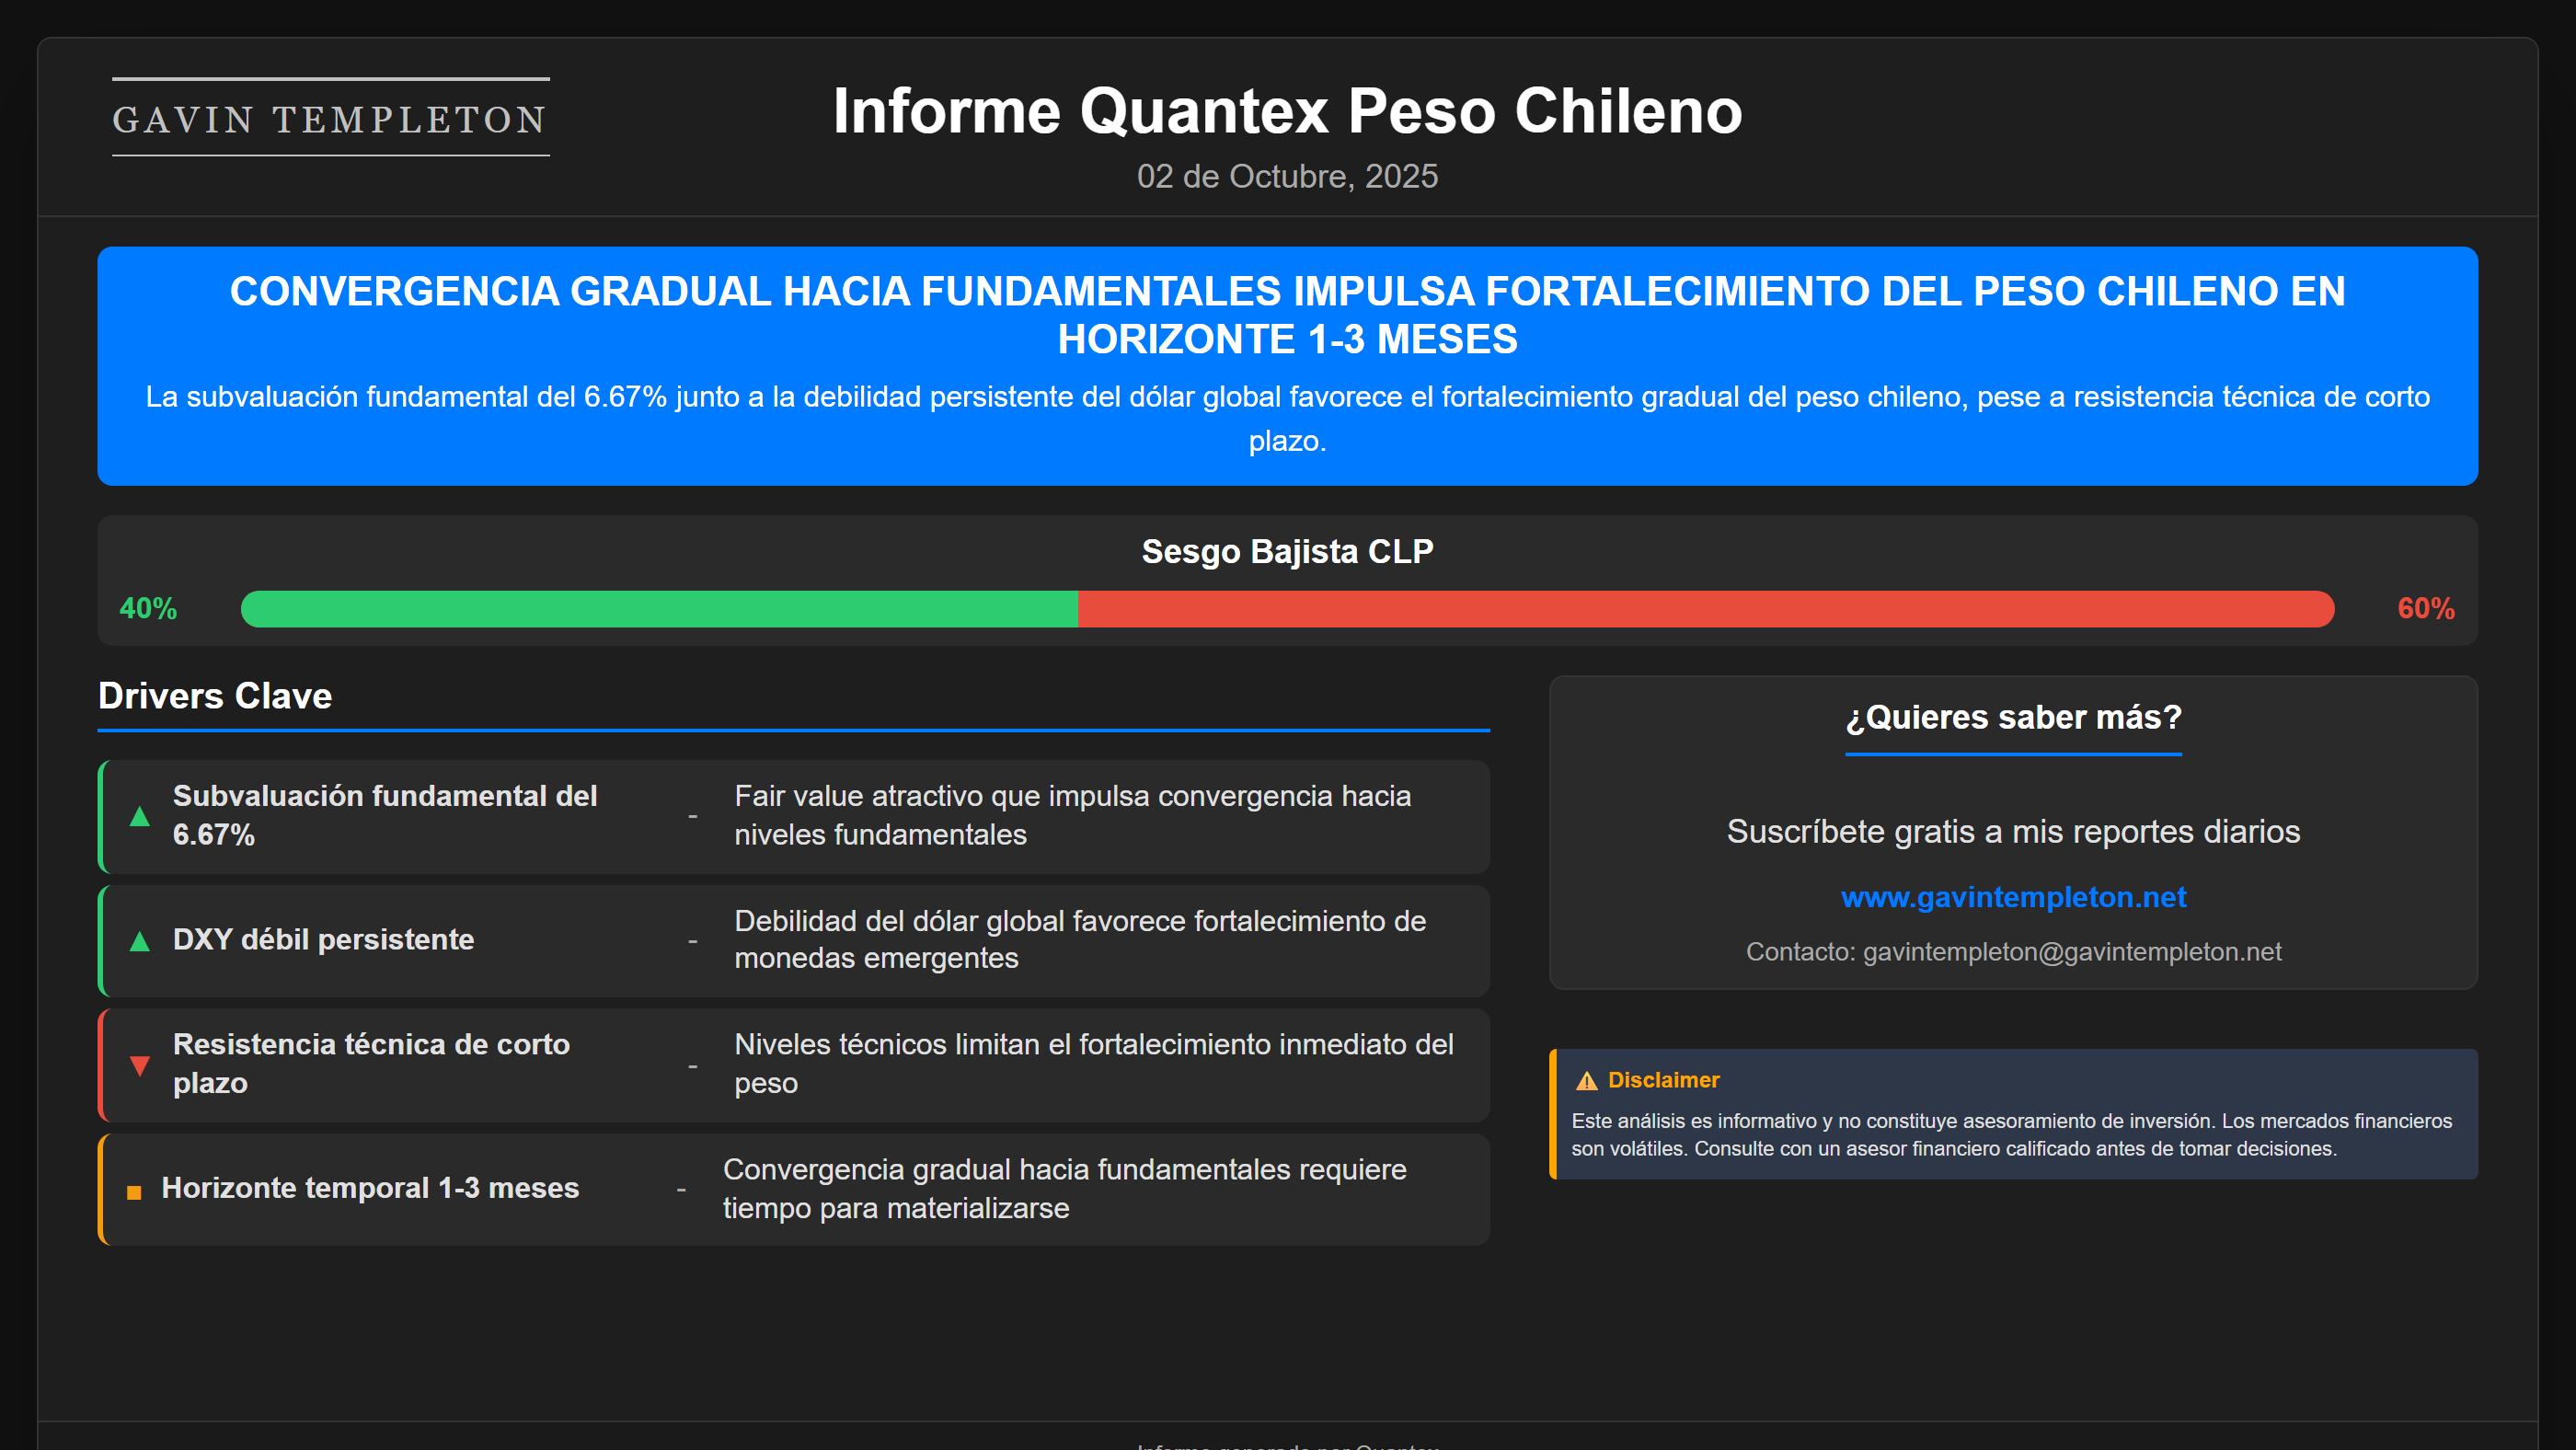 GAVIN TEMPLETON
Informe Quantex Peso Chileno
02 de Octubre, 2025
CONVERGENCIA GRADUAL HACIA FUNDAMENTALES IMPULSA FORTALECIMIENTO DEL PESO CHILENO EN
HORIZONTE 1-3 MESES
La subvaluación fundamental del 6.67% junto a la debilidad persistente del dólar global favorece el fortalecimiento gradual del peso chileno, pese a resistencia técnica de corto
plazo.
Sesgo Bajista CLP
40%
60%
Drivers Clave
Subvaluación fundamental del
6.67%
-
Fair value atractivo que impulsa convergencia hacia
niveles fundamentales
DXY débil persistente
-
Debilidad del dólar global favorece fortalecimiento de
monedas emergentes
Resistencia técnica de corto
plazo
-
Niveles técnicos limitan el fortalecimiento inmediato del
peso
Horizonte temporal 1-3 meses
-
Convergencia gradual hacia fundamentales requiere
tiempo para materializarse
¿Quieres saber más?
Suscríbete gratis a mis reportes diarios
www.gavintempleton.net
Contacto: gavintempleton@gavintempleton.net
⚠ Disclaimer
Este análisis es informativo y no constituye asesoramiento de inversión. Los mercados financieros
son volátiles. Consulte con un asesor financiero calificado antes de tomar decisiones.